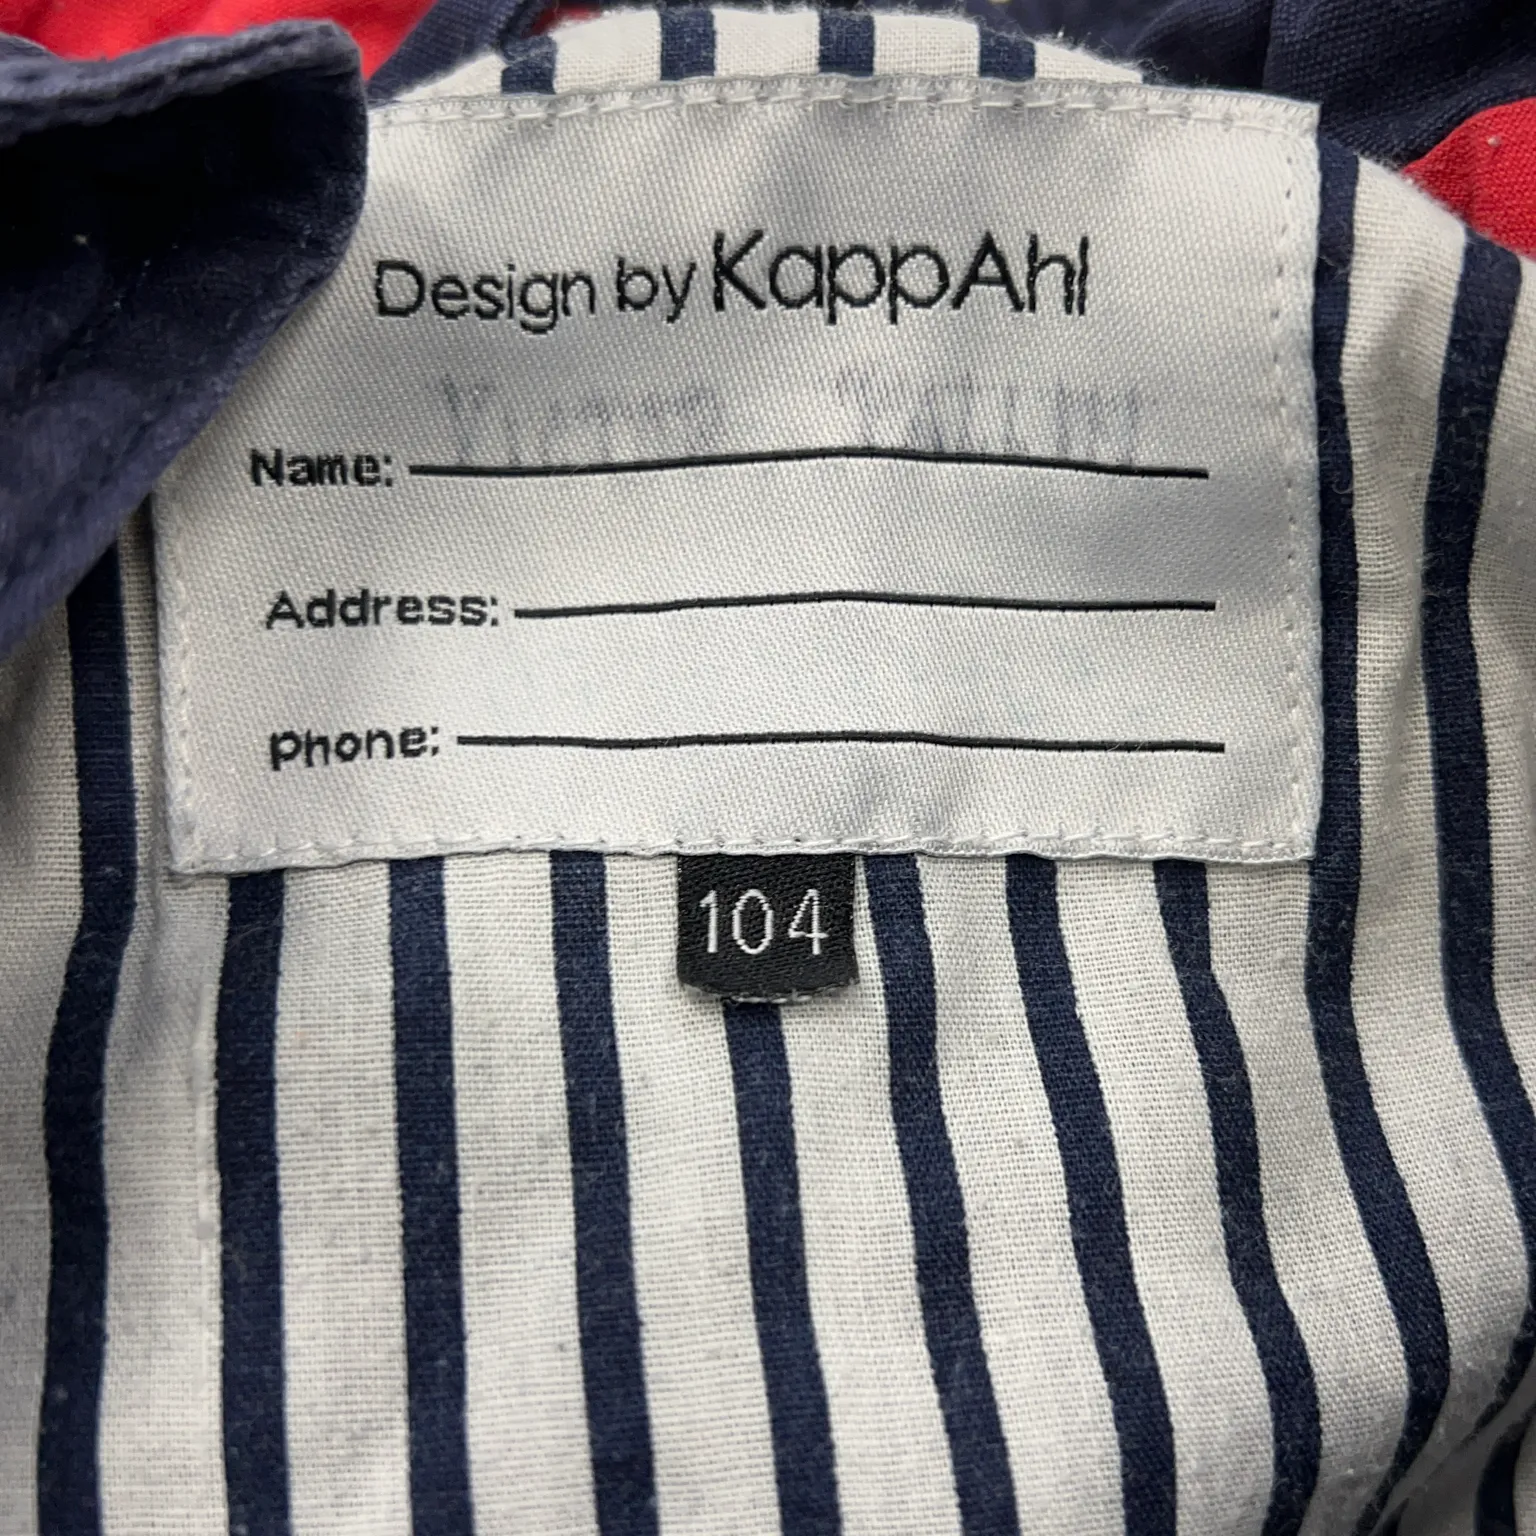 Design by KappAhl
Name:
Address:
phone:
104